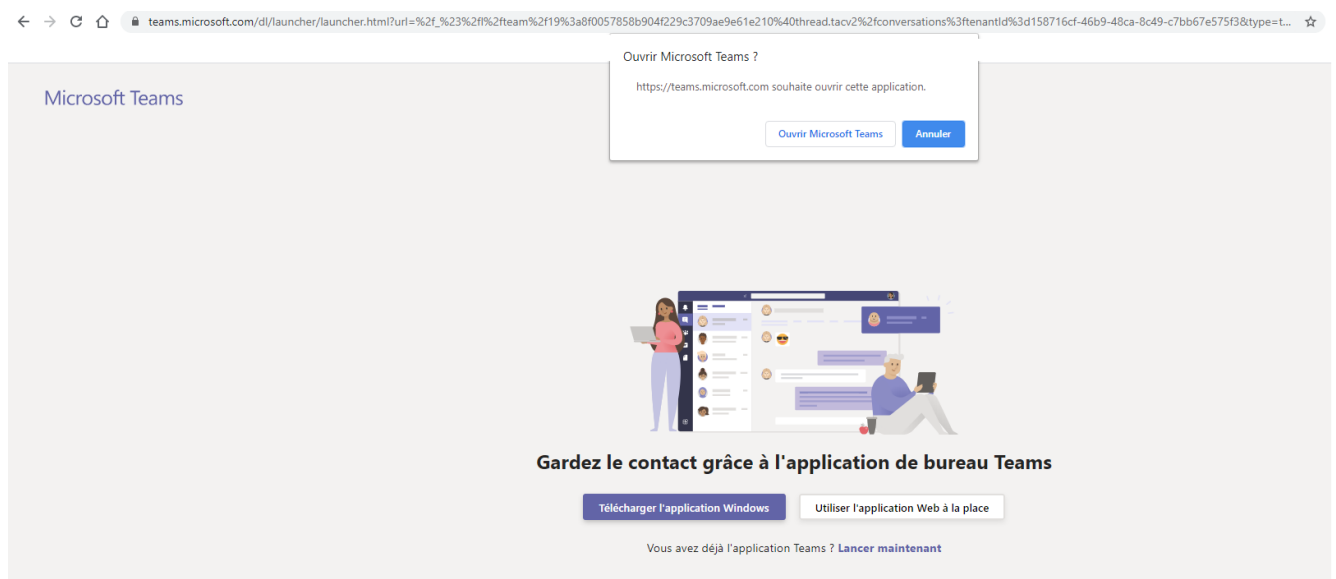 teams.microsoft.com/dl/launcher/launcher.html?url=%2f_%23%2fl%2fteam%2f19%3a8f0057858b904f229c3709ae9e61e210%40thread.tacv2%2fconversations%3ftenantId%3d158716cf-46b9-48ca-8c49-c7bb67e575f3&type=t...
Ouvrir Microsoft Teams ?
https://teams.microsoft.com souhaite ouvrir cette application.
Ouvrir Microsoft Teams
Annuler
Microsoft Teams
Gardez le contact grâce à l'application de bureau Teams
Télécharger l'application Windows
Utiliser l'application Web à la place
Vous avez déjà l'application Teams ? Lancer maintenant